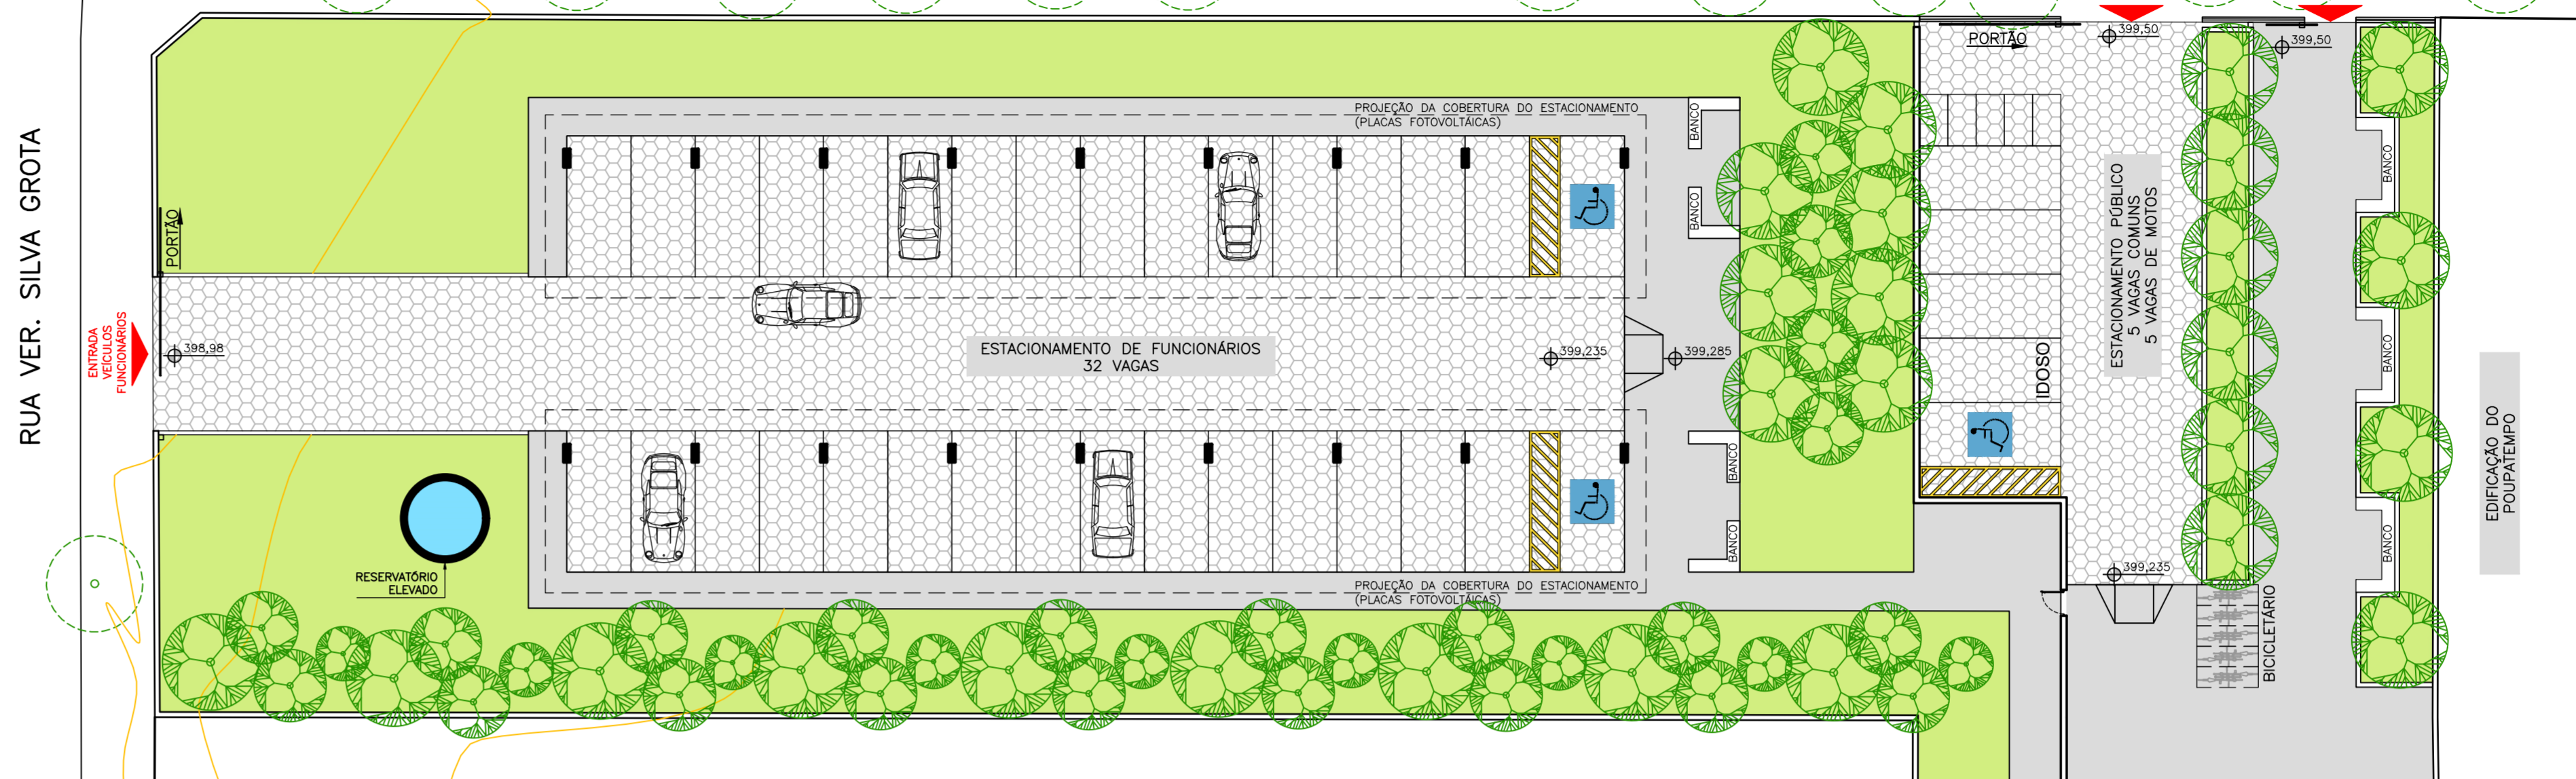 RUA VER. SILVA GROTA
ENTRADA
VEÍCULOS
FUNCIONÁRIOS
PORTÃO
398,98
RESERVATÓRIO
ELEVADO
PROJEÇÃO DA COBERTURA DO ESTACIONAMENTO
(PLACAS FOTOVOLTÁICAS)
ESTACIONAMENTO DE FUNCIONÁRIOS
32 VAGAS
399,235
399,285
PROJEÇÃO DA COBERTURA DO ESTACIONAMENTO
(PLACAS FOTOVOLTÁICAS)
BANCO
BANCO
BANCO
BANCO
PORTÃO
399,50
399,50
ESTACIONAMENTO PÚBLICO
5 VAGAS COMUNS
5 VAGAS DE MOTOS
IDOSO
399,235
BICICLETÁRIO
BANCO
BANCO
BANCO
EDIFICAÇÃO DO
POUPATEMPO